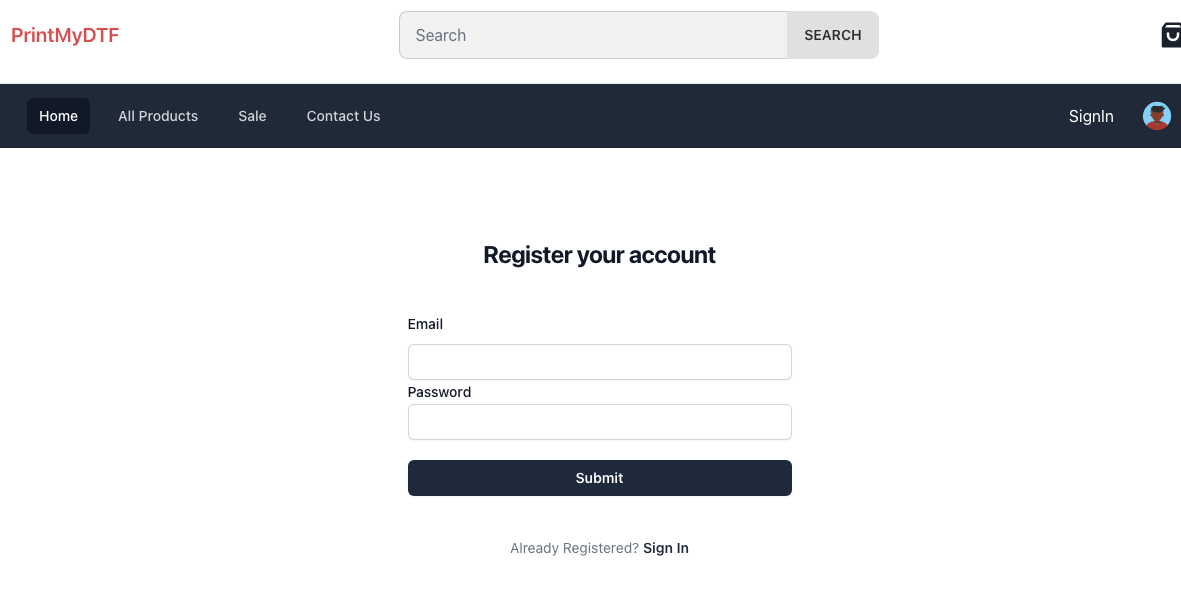 PrintMyDTF
Search
SEARCH
Home
All Products
Sale
Contact Us
SignIn
Register your account
Email
Password
Submit
Already Registered? Sign In